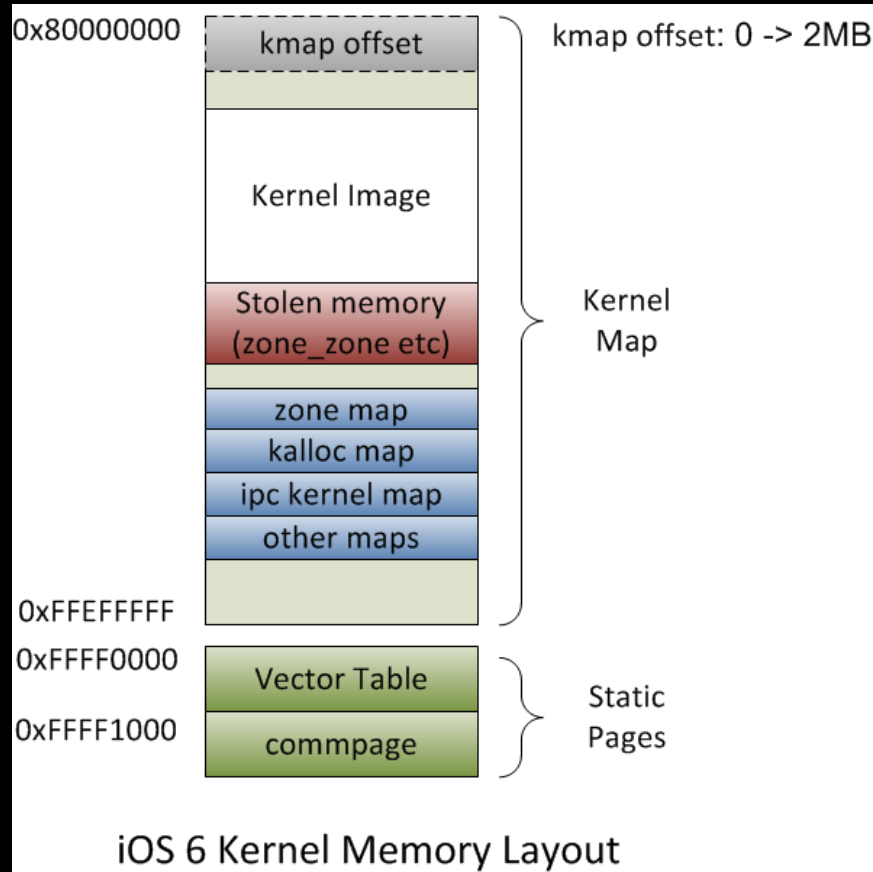 0x80000000
kmap offset
kmap offset: 0 -> 2MB
Kernel Image
Stolen memory
(zone_zone etc)
Kernel
Map
zone map
kalloc map
ipc kernel map
other maps
0xFFEFFFFF
0xFFFF0000
Vector Table
Static
Pages
0xFFFF1000
commpage
iOS 6 Kernel Memory Layout